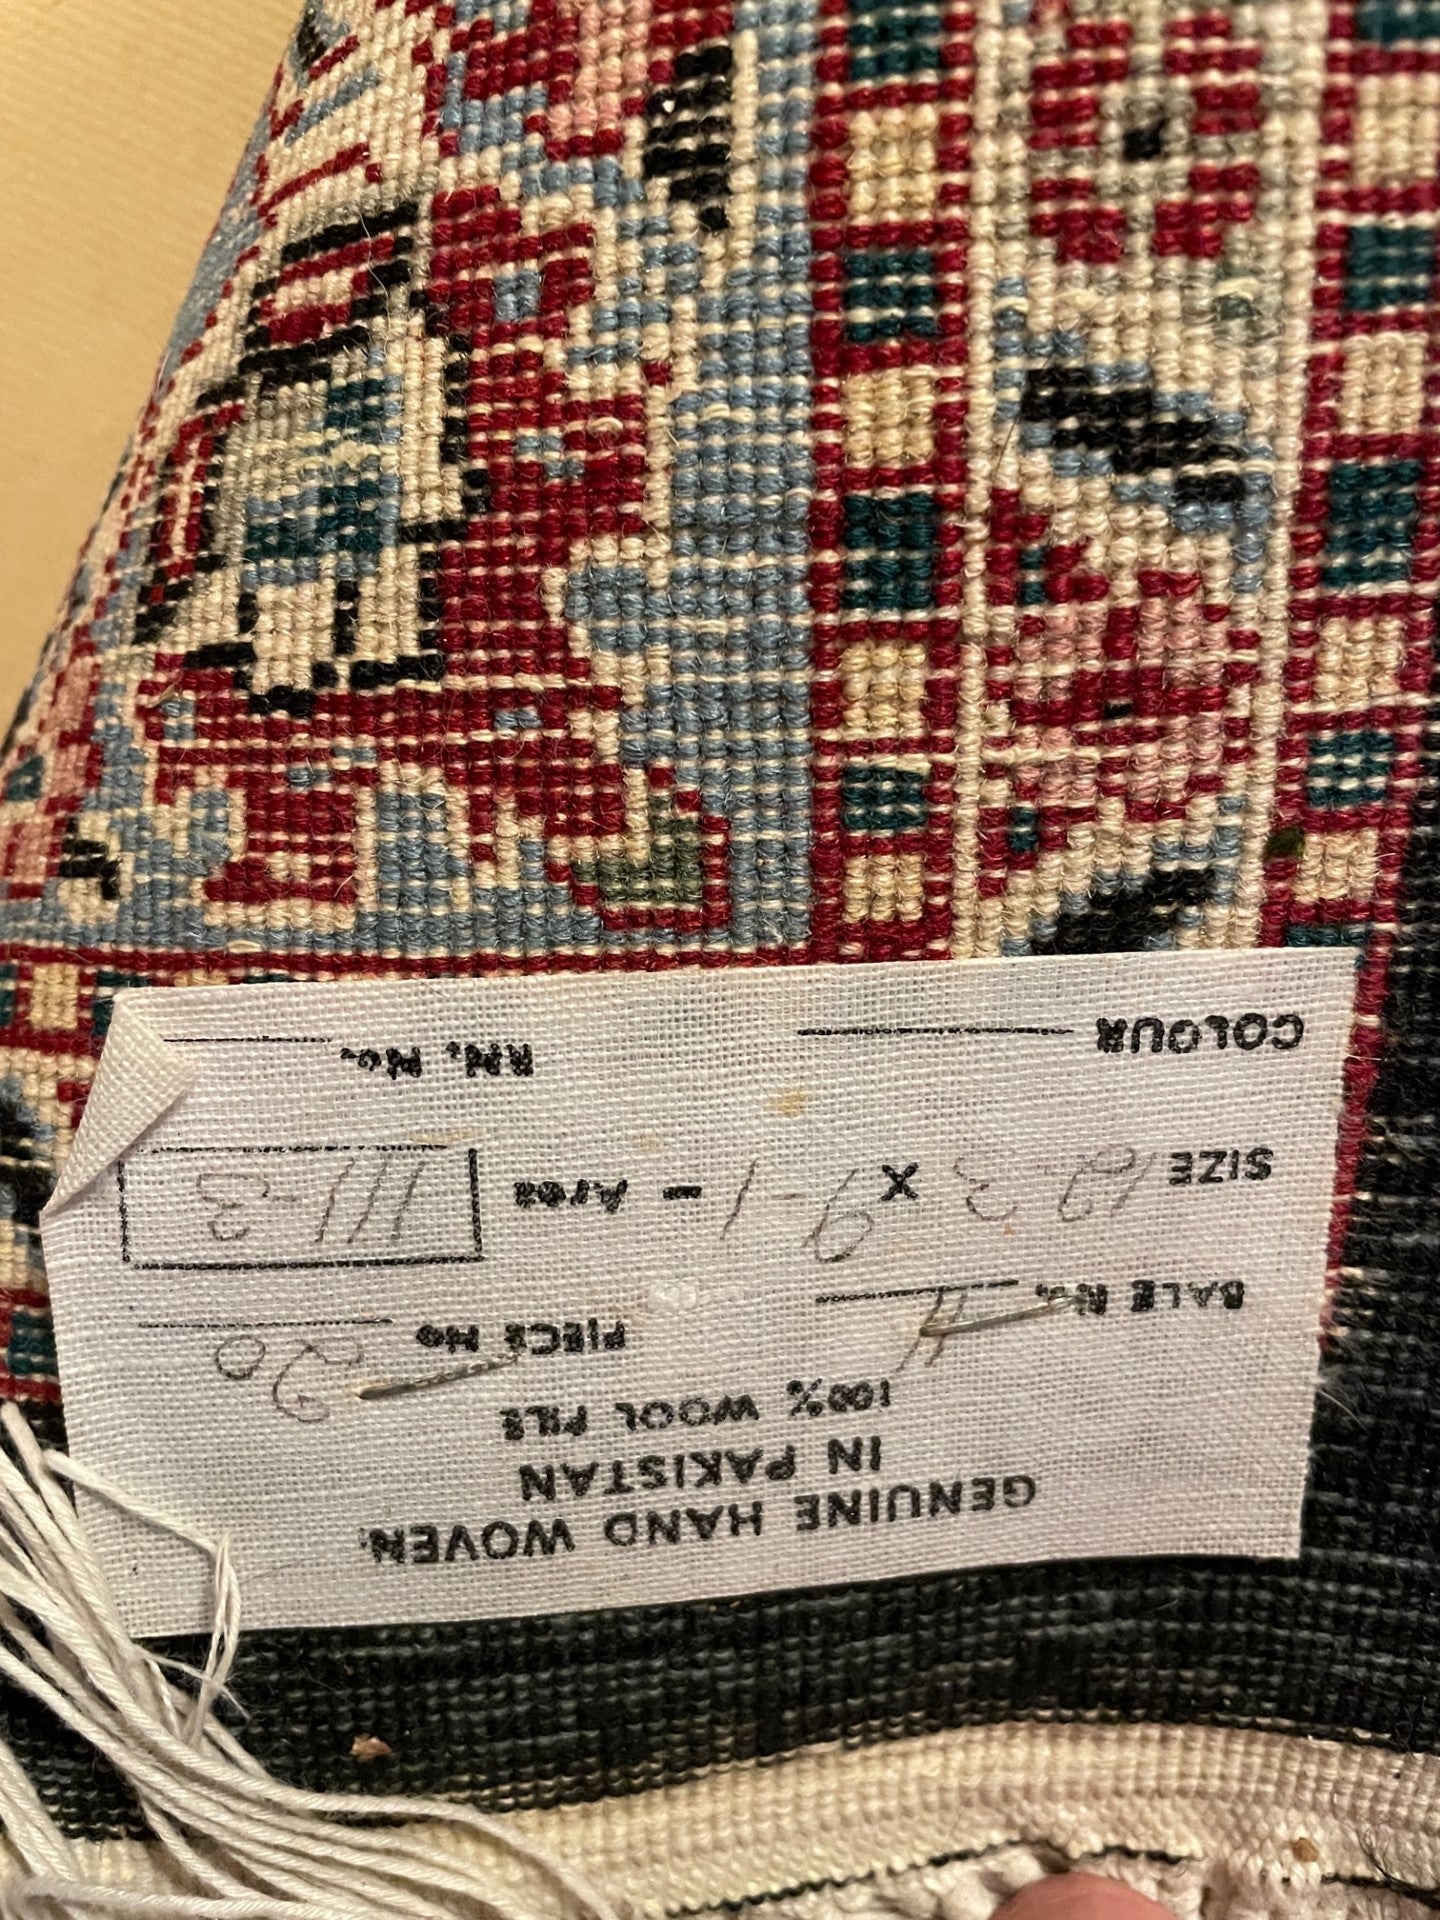 GENUINE HAND WOVEN.
IN PAKISTAN
100% WOOL PILE
BALE No. 11 PIECE No 20
SIZE 12-3 x 9-1 - Area 111-3
COLOUR RN. No.